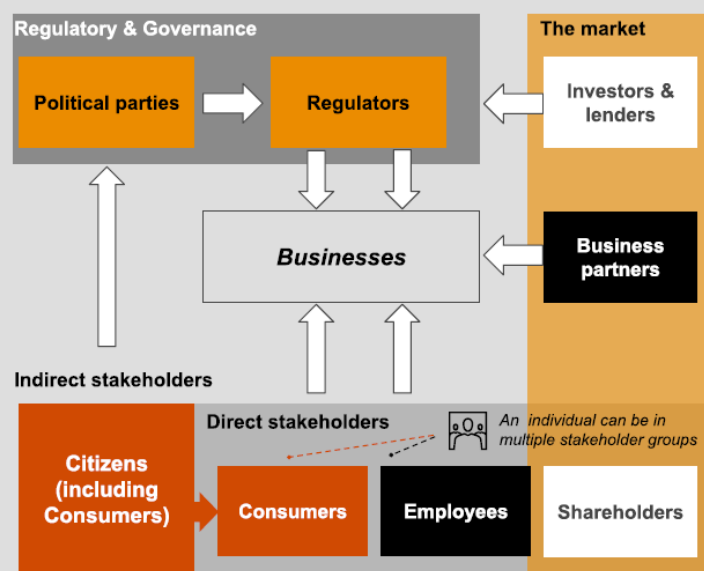 Regulatory & Governance
The market
Political parties
Regulators
Investors &
lenders
Businesses
Business
partners
Indirect stakeholders
Direct stakeholders
An individual can be in
multiple stakeholder groups
Citizens
(including
Consumers)
Consumers
Employees
Shareholders